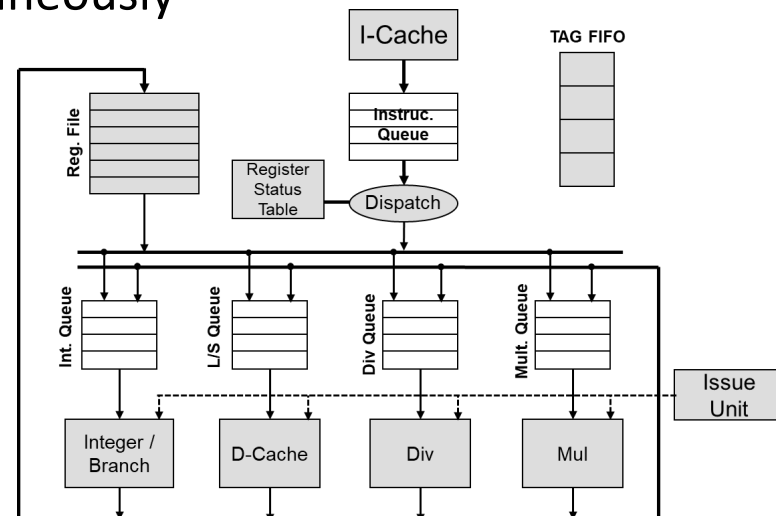 I-Cache
TAG FIFO
Reg. File
Instruc.
Queue
Register
Status
Table
Dispatch
Int. Queue
L/S Queue
Div Queue
Mult. Queue
Issue
Unit
Integer /
Branch
D-Cache
Div
Mul